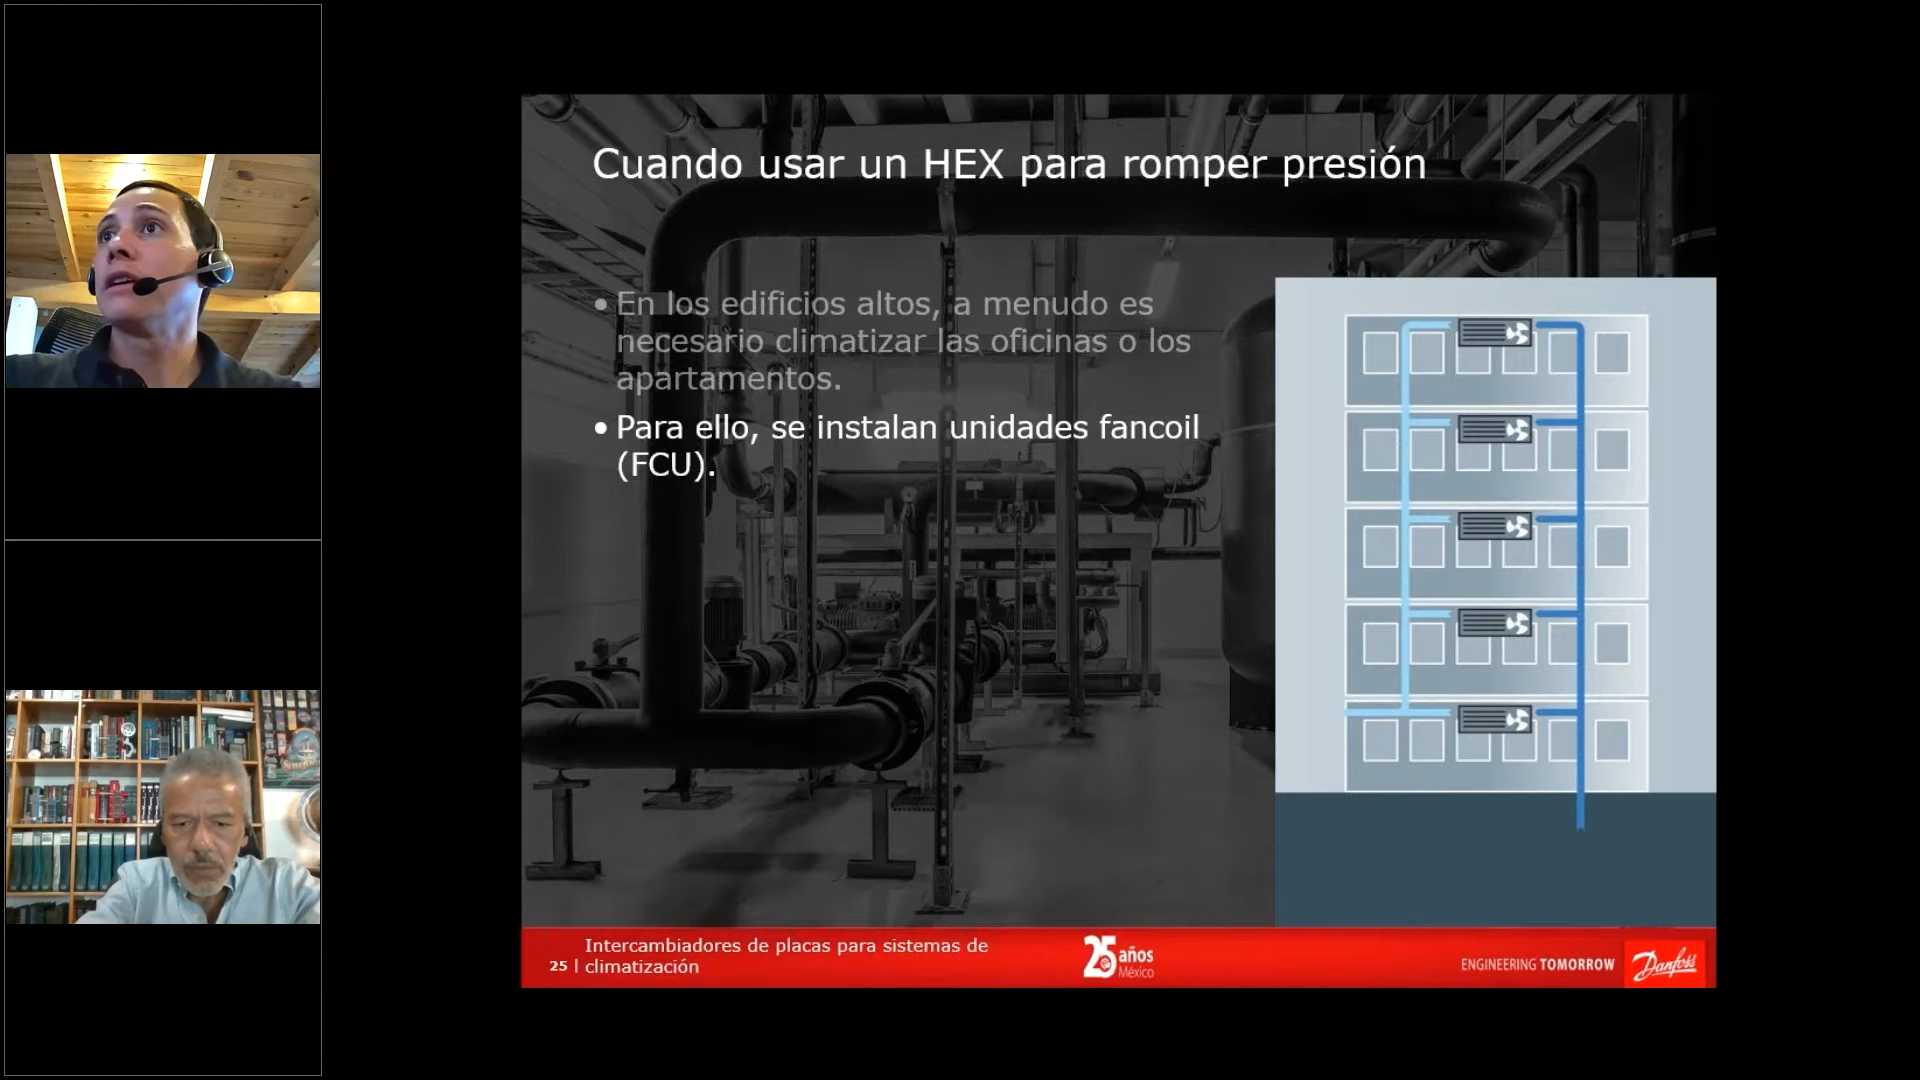 Cuando usar un HEX para romper presión
• En los edificios altos, a menudo es
necesario climatizar las oficinas o los
apartamentos.
• Para ello, se instalan unidades fancoil
(FCU).
25 | Intercambiadores de placas para sistemas de
climatización
25 años
México
ENGINEERING TOMORROW
Danfoss